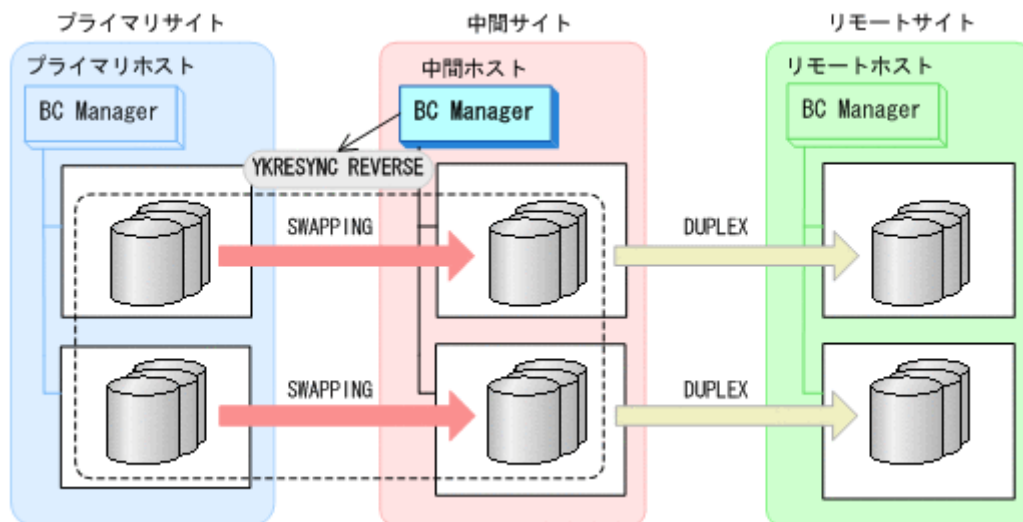 プライマリサイト
中間サイト
リモートサイト
プライマリホスト
中間ホスト
リモートホスト
BC Manager
BC Manager
BC Manager
YKRESYNC REVERSE
SWAPPING
DUPLEX
SWAPPING
DUPLEX